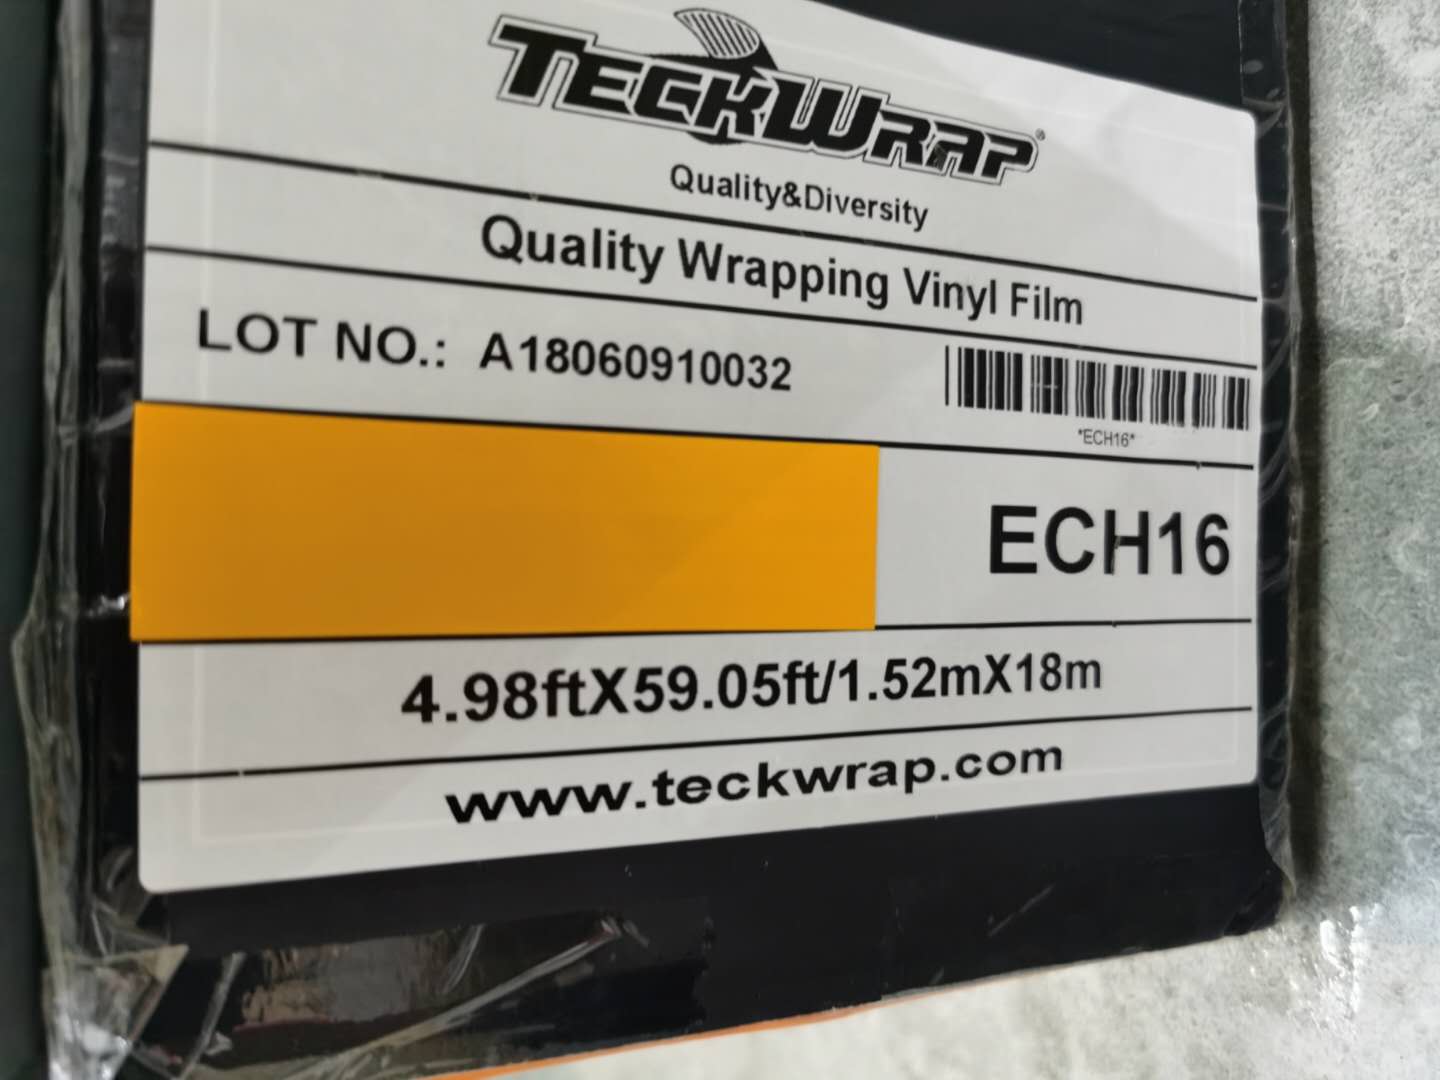 TECKWRAP®
Quality&Diversity
Quality Wrapping Vinyl Film
LOT NO.: A18060910032
*ECH16*
ECH16
4.98ftX59.05ft/1.52mX18m
www.teckwrap.com